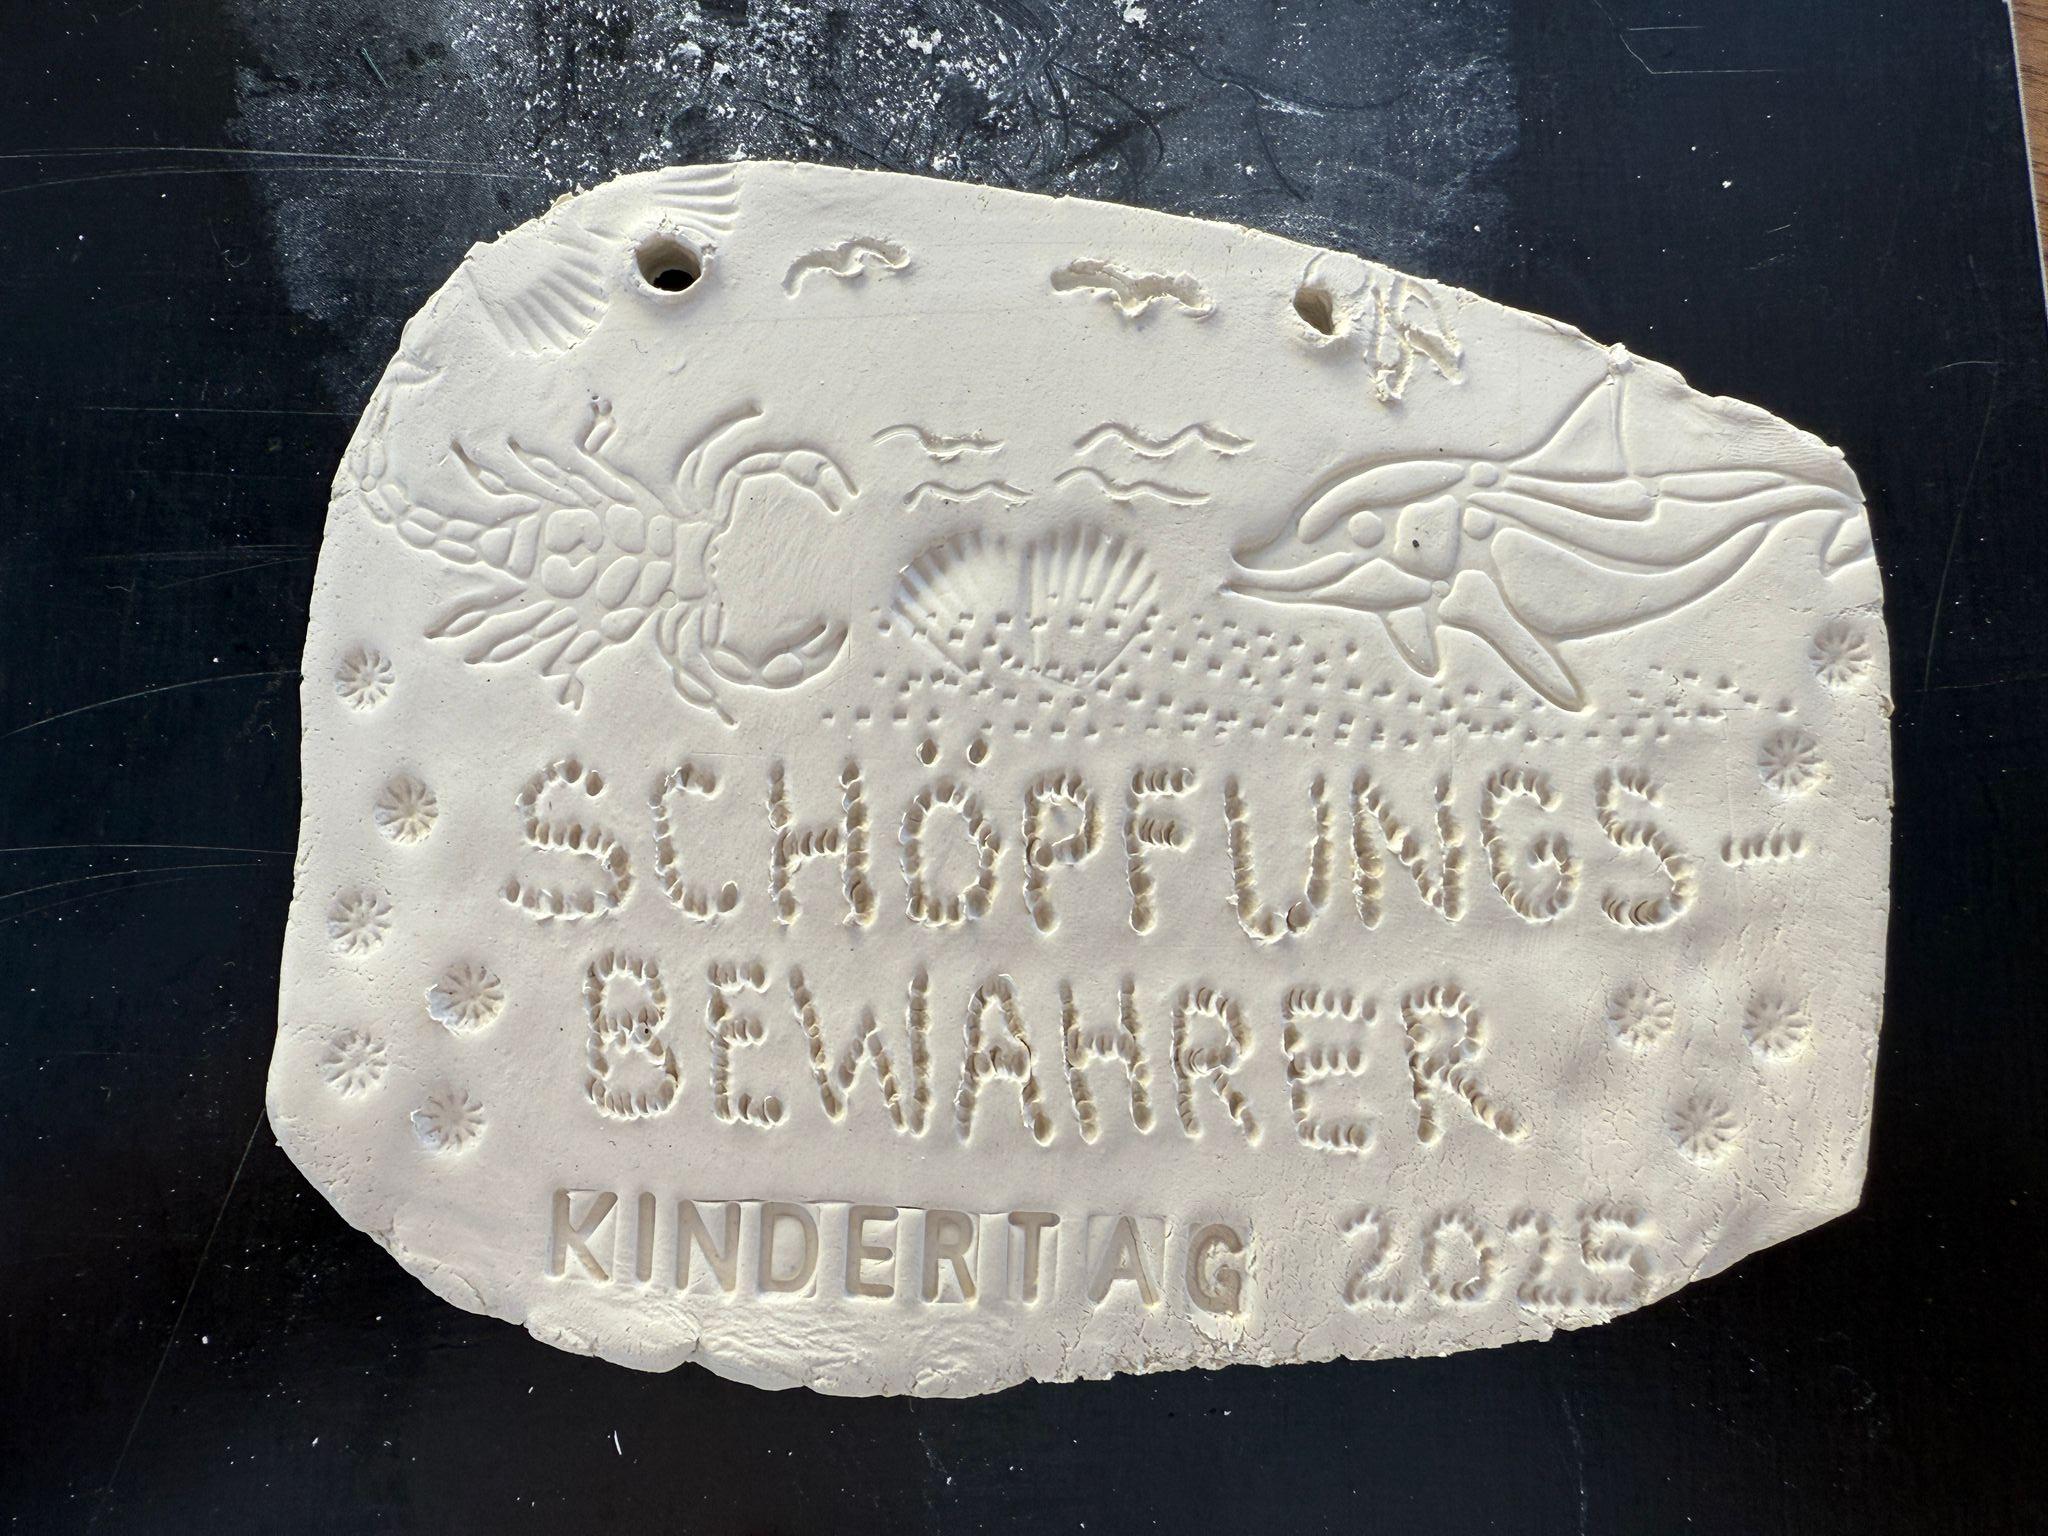 SCHÖPFUNGS-
BEWAHRER
KINDERTAG 2025